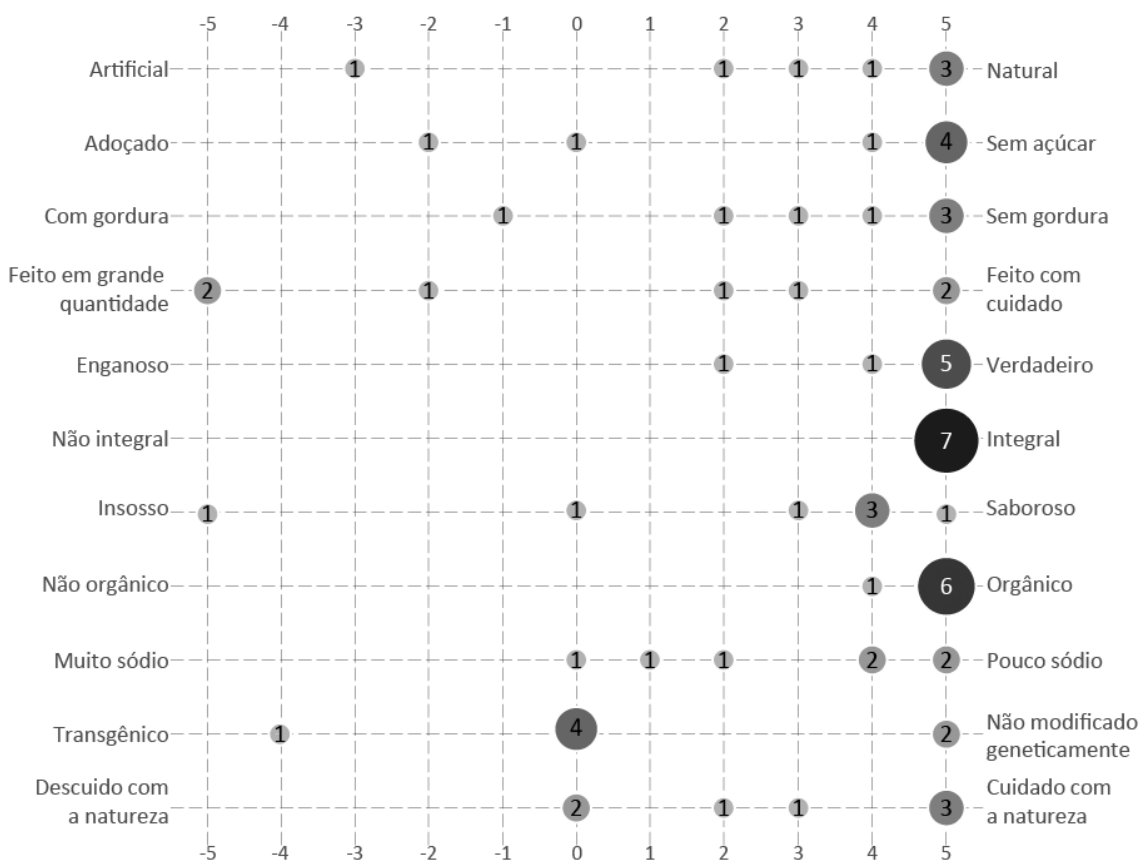 -5 -4 -3 -2 -1 0 1 2 3 4 5
Artificial 1 1 1 1 3 Natural
Adoçado 1 1 1 4 Sem açúcar
Com gordura 1 1 1 1 3 Sem gordura
Feito em grande
quantidade 2 1 1 1 2 Feito com
cuidado
Enganoso 1 1 5 Verdadeiro
Não integral 7 Integral
Insosso 1 1 1 3 1 Saboroso
Não orgânico 1 6 Orgânico
Muito sódio 1 1 1 2 2 Pouco sódio
Transgênico 1 4 2 Não modificado
geneticamente
Descuido com
a natureza 2 1 1 3 Cuidado com
a natureza
-5 -4 -3 -2 -1 0 1 2 3 4 5